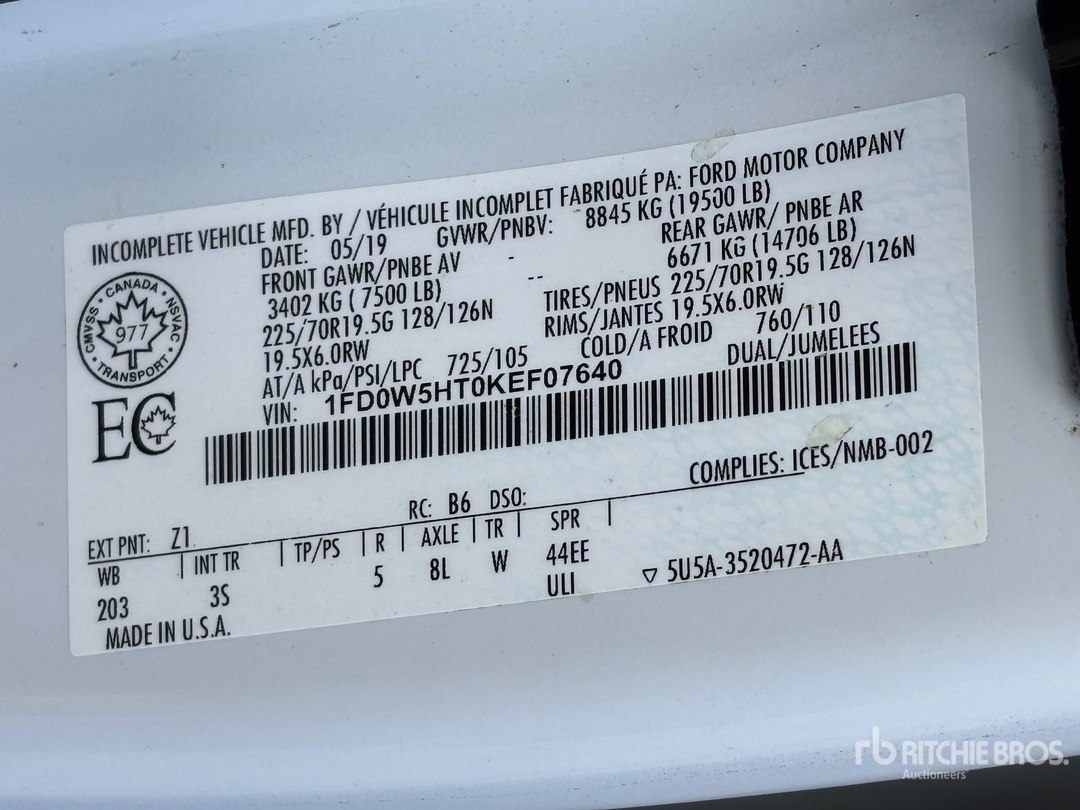 INCOMPLETE VEHICLE MFD. BY / VÉHICULE INCOMPLET FABRIQUÉ PA: FORD MOTOR COMPANY
DATE: 05/19 GVWR/PNBV: 8845 KG (19500 LB)
FRONT GAWR/PNBE AV - REAR GAWR/ PNBE AR
3402 KG ( 7500 LB) -- 6671 KG (14706 LB)
225/70R19.5G 128/126N TIRES/PNEUS 225/70R19.5G 128/126N
19.5X6.0RW RIMS/JANTES 19.5X6.0RW
AT/A kPa/PSI/LPC 725/105 COLD/A FROID 760/110
VIN: 1FD0W5HT0KEF07640 DUAL/JUMELEES
CMVSS · CANADA · NSVAC · TRANSPORT ·
977
EC
COMPLIES: ICES/NMB-002
EXT PNT: Z1 RC: B6 DSO:
WB | INT TR | TP/PS | R | AXLE | TR | SPR |
203 3S 5 8L W 44EE
ULI ▽ 5U5A-3520472-AA
MADE IN U.S.A.
rb RITCHIE BROS.
Auctioneers